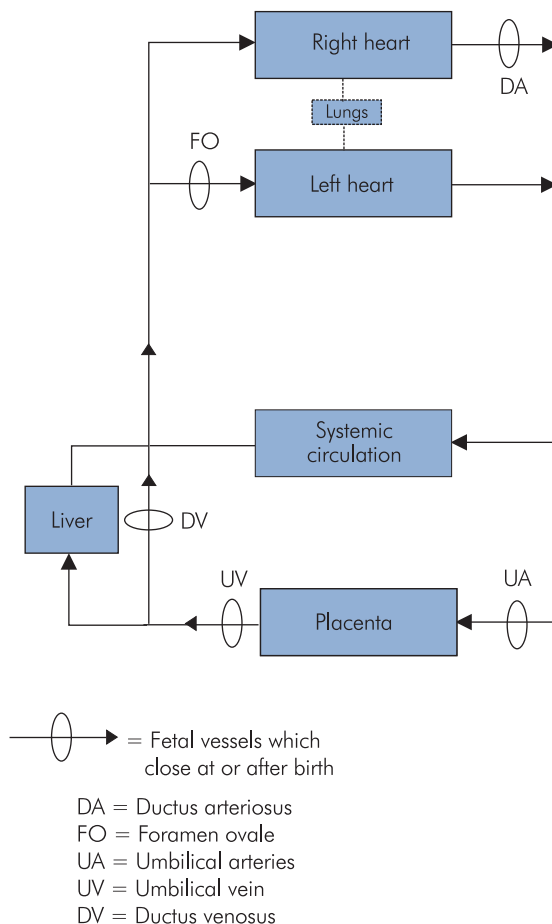 Right heart
DA
Lungs
FO
Left heart
Systemic
circulation
Liver
DV
UV
UA
Placenta
= Fetal vessels which
close at or after birth
DA = Ductus arteriosus
FO = Foramen ovale
UA = Umbilical arteries
UV = Umbilical vein
DV = Ductus venosus